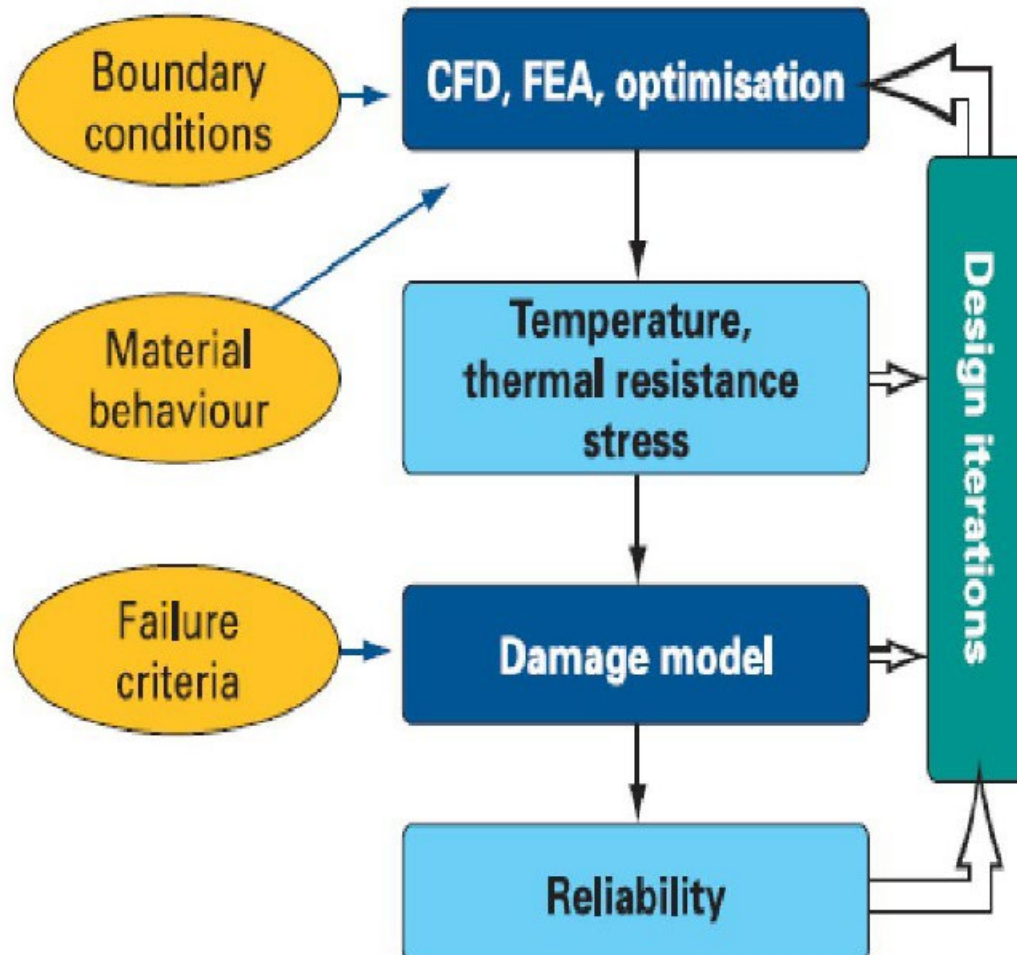 Boundary
conditions
CFD, FEA, optimisation
Material
behaviour
Temperature,
thermal resistance
stress
Design iterations
Failure
criteria
Damage model
Reliability